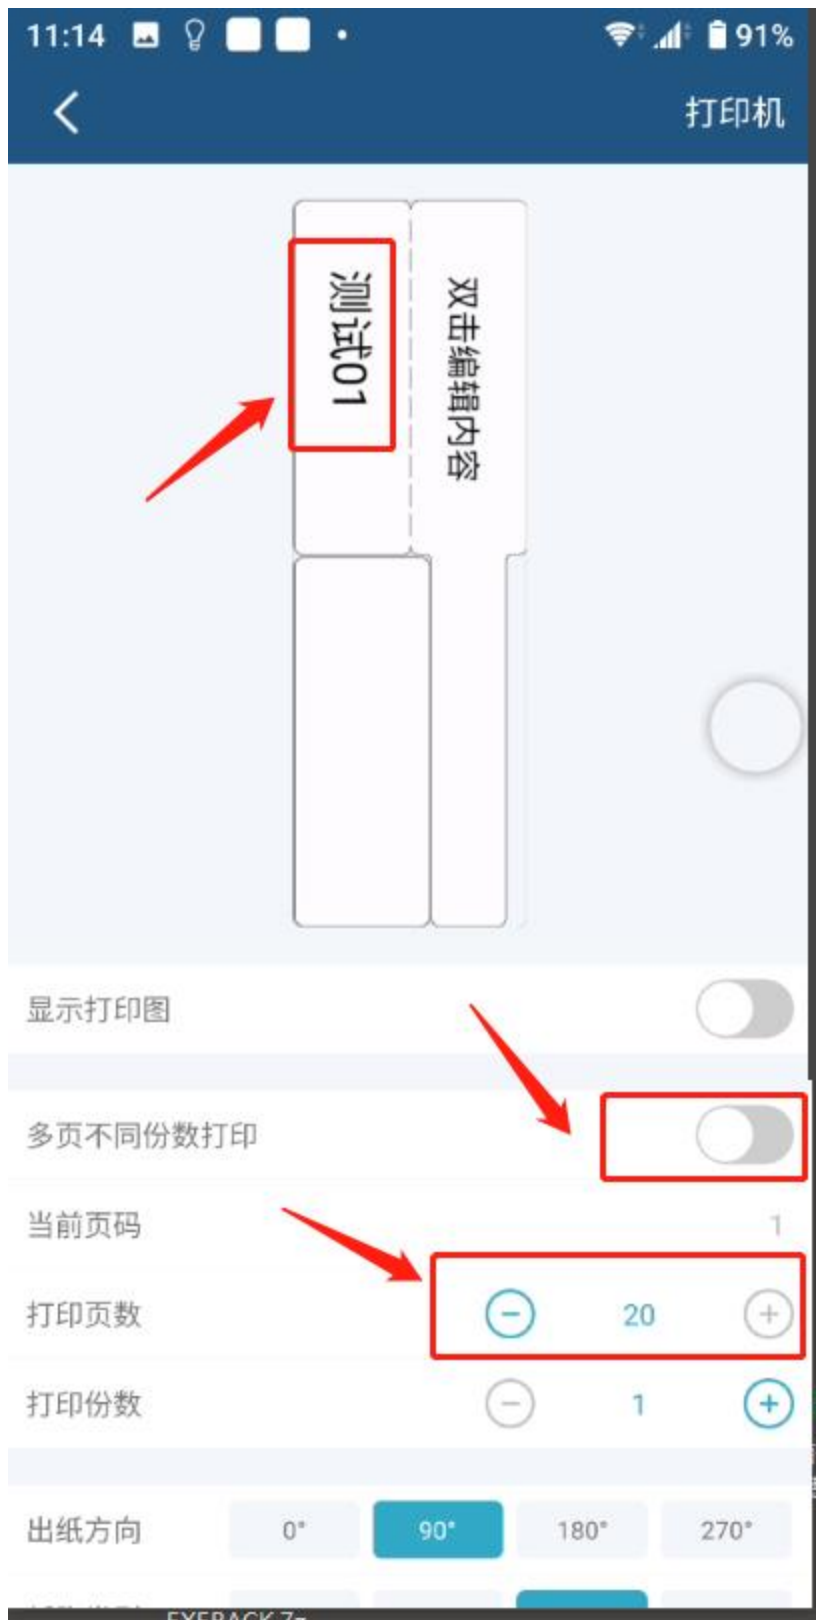 11:14
91%
打印机
测试01
双击编辑内容
显示打印图
多页不同份数打印
当前页码 1
打印页数 20
打印份数 1
出纸方向 0° 90° 180° 270°